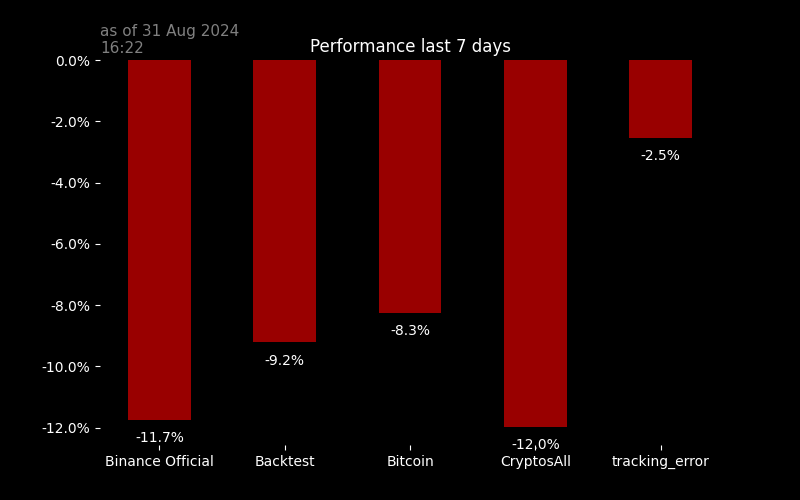 as of 31 Aug 2024
16:22
Performance last 7 days
0.0%
-2.0%
-4.0%
-6.0%
-8.0%
-10.0%
-12.0%
-11.7%
-9.2%
-8.3%
-12.0%
-2.5%
Binance Official
Backtest
Bitcoin
CryptosAll
tracking_error